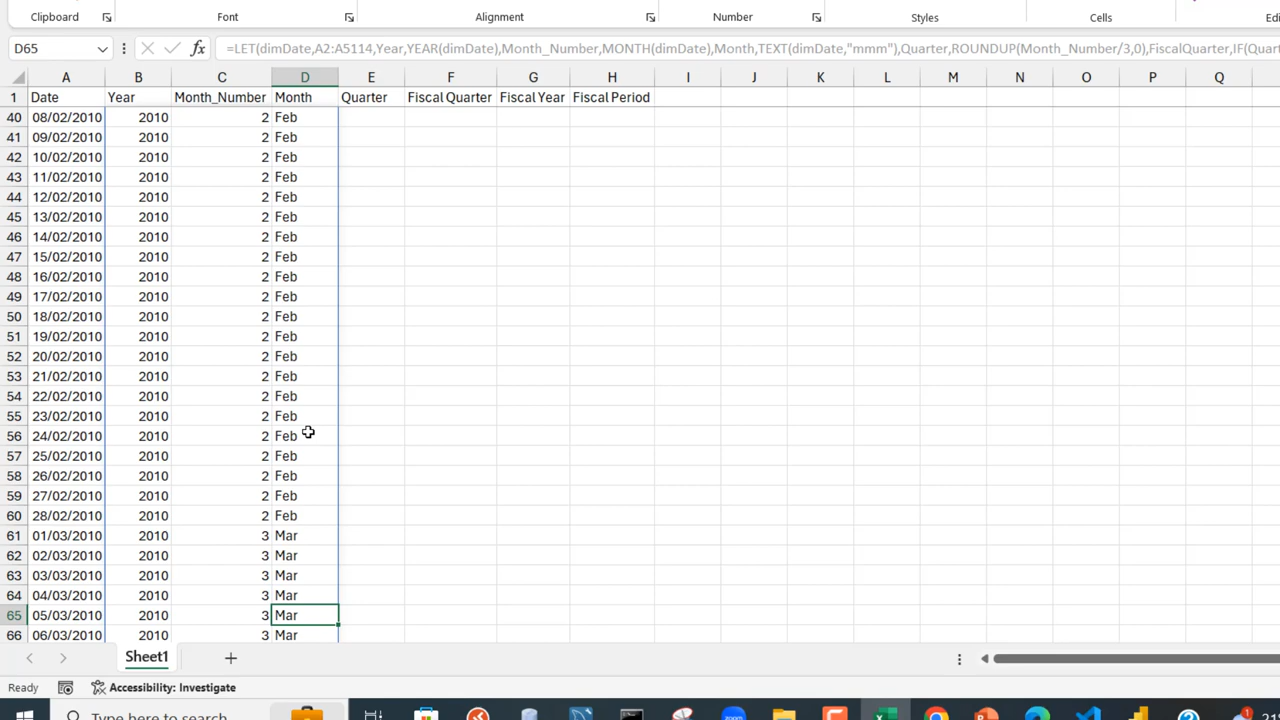 Clipboard Font Alignment Number Styles Cells
D65 fx =LET(dimDate,A2:A5114,Year,YEAR(dimDate),Month_Number,MONTH(dimDate),Month,TEXT(dimDate,"mmm"),Quarter,ROUNDUP(Month_Number/3,0),FiscalQuarter,IF(Quar
A B C D E F G H I J K L M N O P Q
1 Date Year Month_Number Month Quarter Fiscal Quarter Fiscal Year Fiscal Period
40 08/02/2010 2010 2 Feb
41 09/02/2010 2010 2 Feb
42 10/02/2010 2010 2 Feb
43 11/02/2010 2010 2 Feb
44 12/02/2010 2010 2 Feb
45 13/02/2010 2010 2 Feb
46 14/02/2010 2010 2 Feb
47 15/02/2010 2010 2 Feb
48 16/02/2010 2010 2 Feb
49 17/02/2010 2010 2 Feb
50 18/02/2010 2010 2 Feb
51 19/02/2010 2010 2 Feb
52 20/02/2010 2010 2 Feb
53 21/02/2010 2010 2 Feb
54 22/02/2010 2010 2 Feb
55 23/02/2010 2010 2 Feb
56 24/02/2010 2010 2 Feb
57 25/02/2010 2010 2 Feb
58 26/02/2010 2010 2 Feb
59 27/02/2010 2010 2 Feb
60 28/02/2010 2010 2 Feb
61 01/03/2010 2010 3 Mar
62 02/03/2010 2010 3 Mar
63 03/03/2010 2010 3 Mar
64 04/03/2010 2010 3 Mar
65 05/03/2010 2010 3 Mar
66 06/03/2010 2010 3 Mar
Sheet1
Ready Accessibility: Investigate
Type here to search